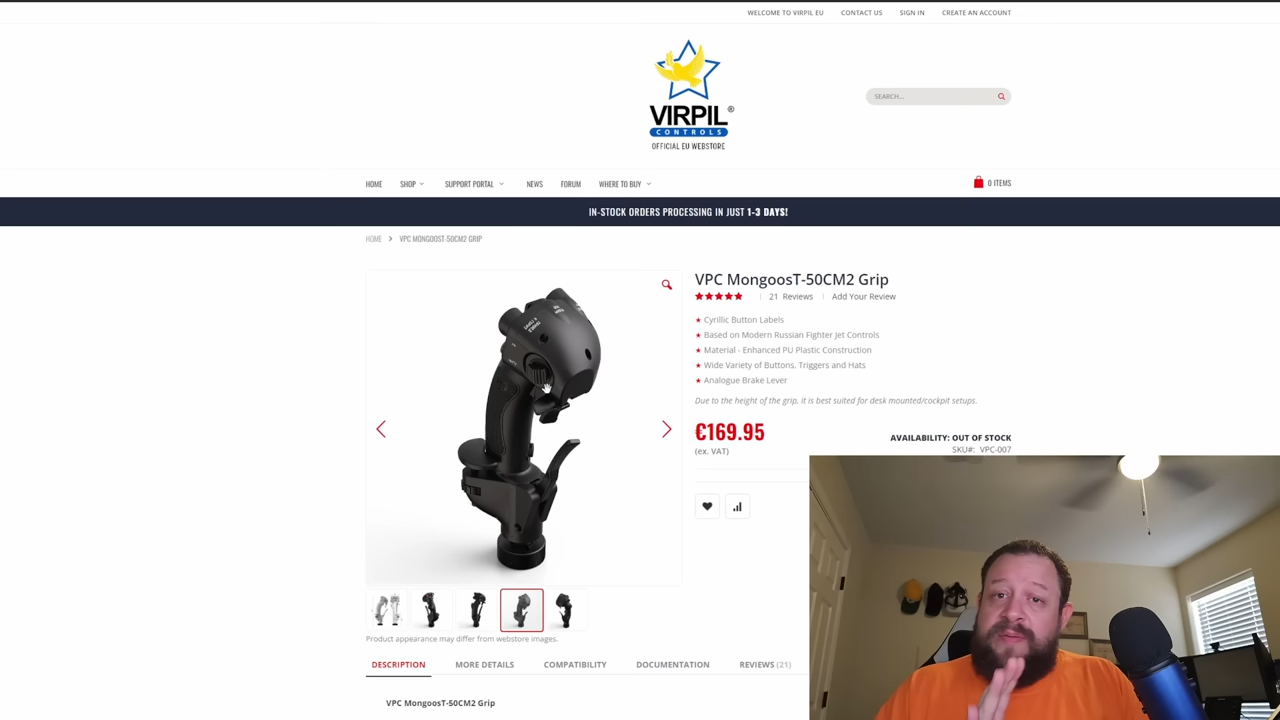 WELCOME TO VIRPIL EU CONTACT US SIGN IN CREATE AN ACCOUNT
VIRPIL®
CONTROLS
OFFICIAL EU WEBSTORE
SEARCH...
HOME SHOP SUPPORT PORTAL NEWS FORUM WHERE TO BUY
0 ITEMS
IN-STOCK ORDERS PROCESSING IN JUST 1-3 DAYS!
HOME > VPC MONGOOST-50CM2 GRIP
VPC MongoosT-50CM2 Grip
21 Reviews | Add Your Review
★ Cyrillic Button Labels
★ Based on Modern Russian Fighter Jet Controls
★ Material - Enhanced PU Plastic Construction
★ Wide Variety of Buttons, Triggers and Hats
★ Analogue Brake Lever
Due to the height of the grip, it is best suited for desk mounted/cockpit setups.
€169.95
(ex. VAT)
AVAILABILITY: OUT OF STOCK
SKU#: VPC-007
Product appearance may differ from webstore images.
DESCRIPTION MORE DETAILS COMPATIBILITY DOCUMENTATION REVIEWS (21)
VPC MongoosT-50CM2 Grip